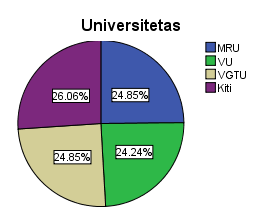 Universitetas
MRU
VU
VGTU
Kiti
26.06%
24.85%
24.85%
24.24%